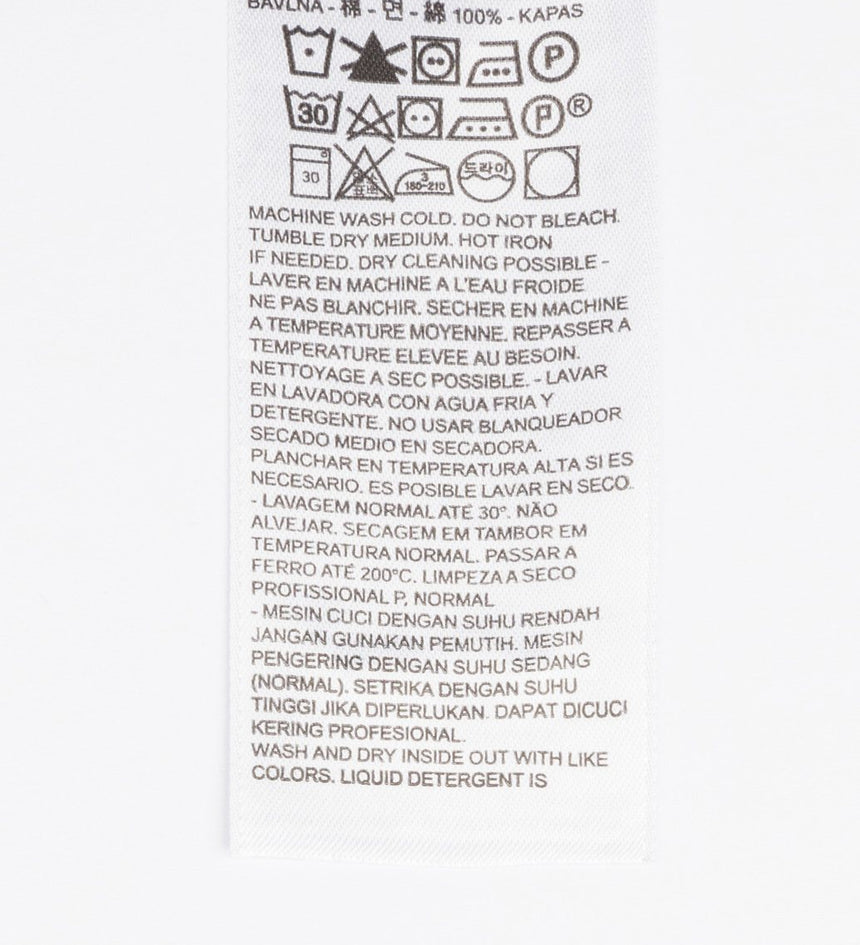 BAVLNA - 棉 - 면 - 綿 100% - KAPAS
P
30 P ®
30 3 180-210 드라이
MACHINE WASH COLD. DO NOT BLEACH.
TUMBLE DRY MEDIUM. HOT IRON
IF NEEDED. DRY CLEANING POSSIBLE -
LAVER EN MACHINE A L'EAU FROIDE
NE PAS BLANCHIR. SECHER EN MACHINE
A TEMPERATURE MOYENNE. REPASSER A
TEMPERATURE ELEVEE AU BESOIN.
NETTOYAGE A SEC POSSIBLE. - LAVAR
EN LAVADORA CON AGUA FRIA Y
DETERGENTE. NO USAR BLANQUEADOR
SECADO MEDIO EN SECADORA.
PLANCHAR EN TEMPERATURA ALTA SI ES
NECESARIO. ES POSIBLE LAVAR EN SECO.
- LAVAGEM NORMAL ATÉ 30º. NÃO
ALVEJAR. SECAGEM EM TAMBOR EM
TEMPERATURA NORMAL. PASSAR A
FERRO ATÉ 200ºC. LIMPEZA A SECO
PROFISSIONAL P, NORMAL
- MESIN CUCI DENGAN SUHU RENDAH
JANGAN GUNAKAN PEMUTIH. MESIN
PENGERING DENGAN SUHU SEDANG
(NORMAL). SETRIKA DENGAN SUHU
TINGGI JIKA DIPERLUKAN. DAPAT DICUCI
KERING PROFESIONAL.
WASH AND DRY INSIDE OUT WITH LIKE
COLORS. LIQUID DETERGENT IS